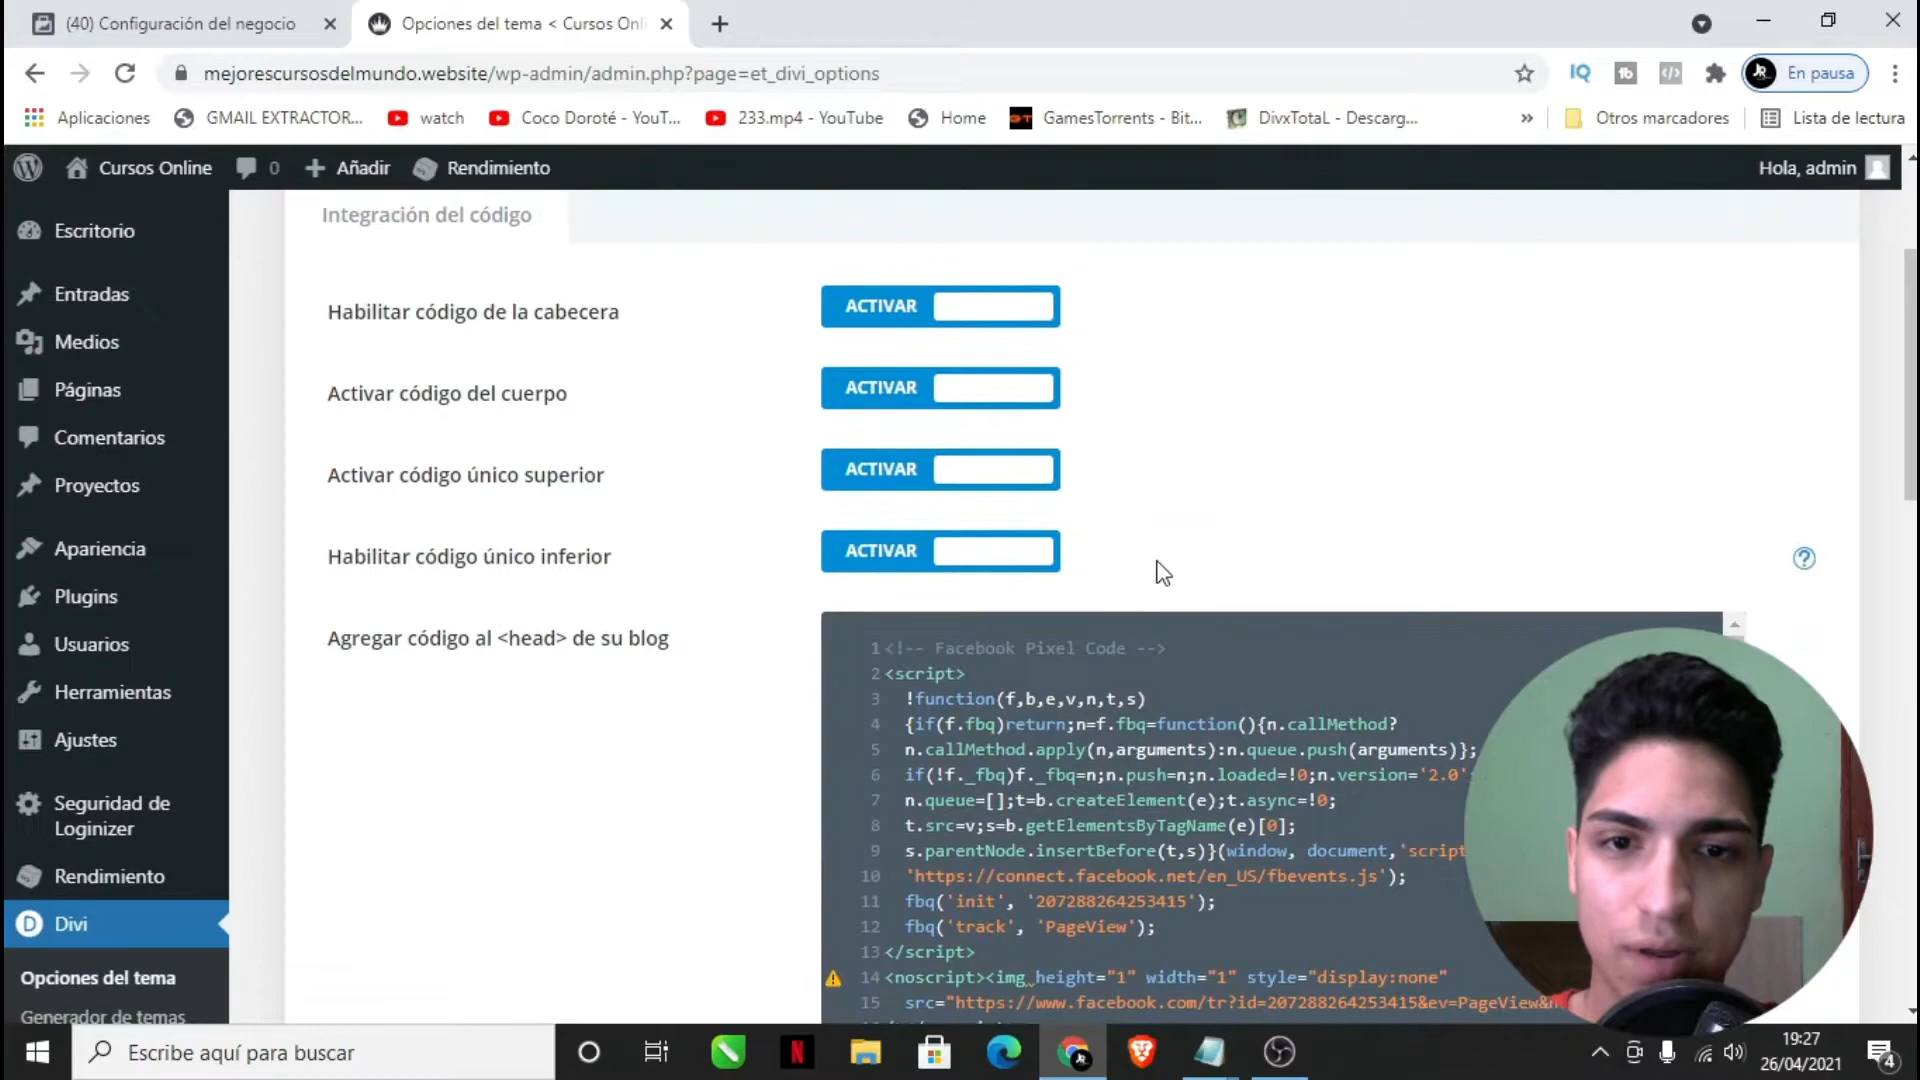 (40) Configuración del negocio
Opciones del tema < Cursos Onl
mejorescursosdelmundo.website/wp-admin/admin.php?page=et_divi_options
IQ
En pausa
Aplicaciones
GMAIL EXTRACTOR...
watch
Coco Doroté - YouT...
233.mp4 - YouTube
Home
GT
GamesTorrents - Bit...
DivxTotaL - Descarg...
»
Otros marcadores
Lista de lectura
Cursos Online
0
Añadir
Rendimiento
Hola, admin
Escritorio
Entradas
Medios
Páginas
Comentarios
Proyectos
Apariencia
Plugins
Usuarios
Herramientas
Ajustes
Seguridad de
Loginizer
Rendimiento
Divi
Opciones del tema
Generador de temas
Integración del código
Habilitar código de la cabecera
ACTIVAR
Activar código del cuerpo
ACTIVAR
Activar código único superior
ACTIVAR
Habilitar código único inferior
ACTIVAR
?
Agregar código al <head> de su blog
1 <!-- Facebook Pixel Code -->
2 <script>
3 !function(f,b,e,v,n,t,s)
4 {if(f.fbq)return;n=f.fbq=function(){n.callMethod?
5 n.callMethod.apply(n,arguments):n.queue.push(arguments)};
6 if(!f._fbq)f._fbq=n;n.push=n;n.loaded=!0;n.version='2.0'
7 n.queue=[];t=b.createElement(e);t.async=!0;
8 t.src=v;s=b.getElementsByTagName(e)[0];
9 s.parentNode.insertBefore(t,s)}(window, document,'script
10 'https://connect.facebook.net/en_US/fbevents.js');
11 fbq('init', '207288264253415');
12 fbq('track', 'PageView');
13 </script>
14 <noscript><img height="1" width="1" style="display:none"
15 src="https://www.facebook.com/tr?id=207288264253415&ev=PageView&n
Escribe aquí para buscar
19:27
26/04/2021
4